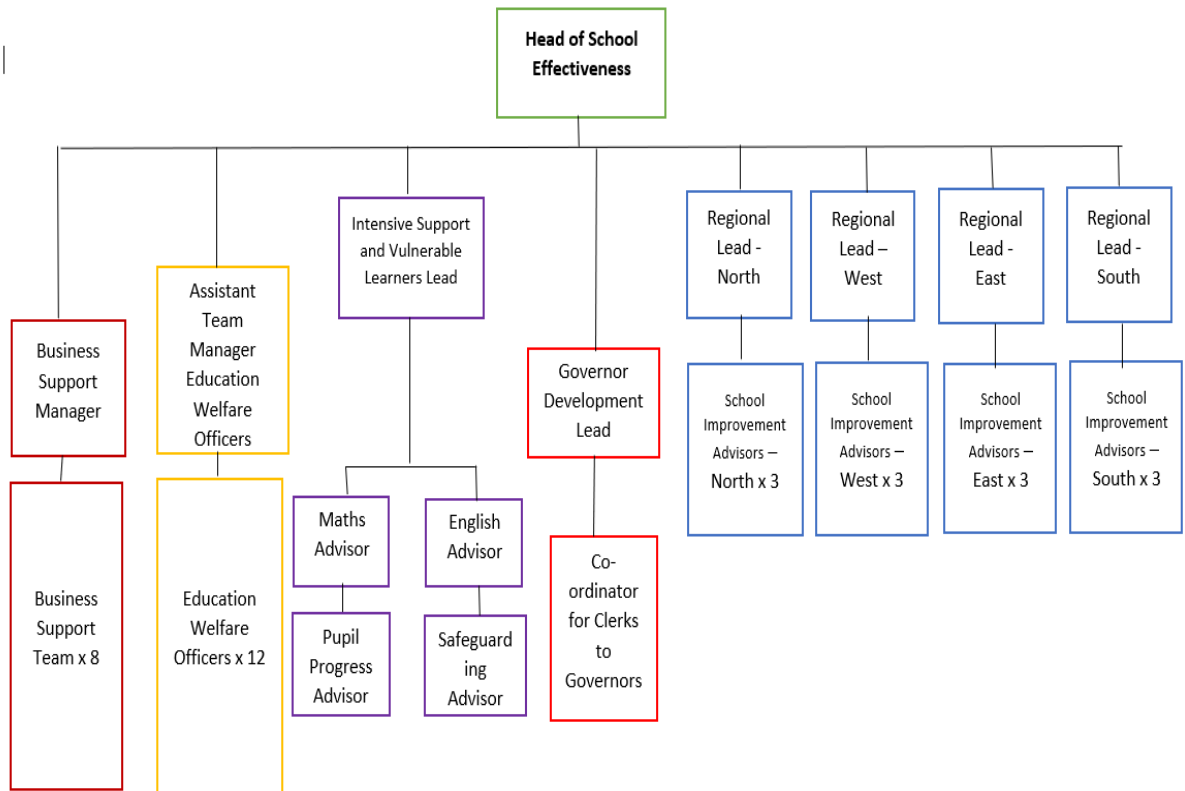 Head of School
Effectiveness
Business
Support
Manager
Business
Support
Team x 8
Assistant
Team
Manager
Education
Welfare
Officers
Education
Welfare
Officers x 12
Intensive Support
and Vulnerable
Learners Lead
Maths
Advisor
Pupil
Progress
Advisor
English
Advisor
Safeguard
ing
Advisor
Governor
Development
Lead
Co-
ordinator
for Clerks
to
Governors
Regional
Lead -
North
School
Improvement
Advisors –
North x 3
Regional
Lead –
West
School
Improvement
Advisors –
West x 3
Regional
Lead -
East
School
Improvement
Advisors –
East x 3
Regional
Lead -
South
School
Improvement
Advisors –
South x 3